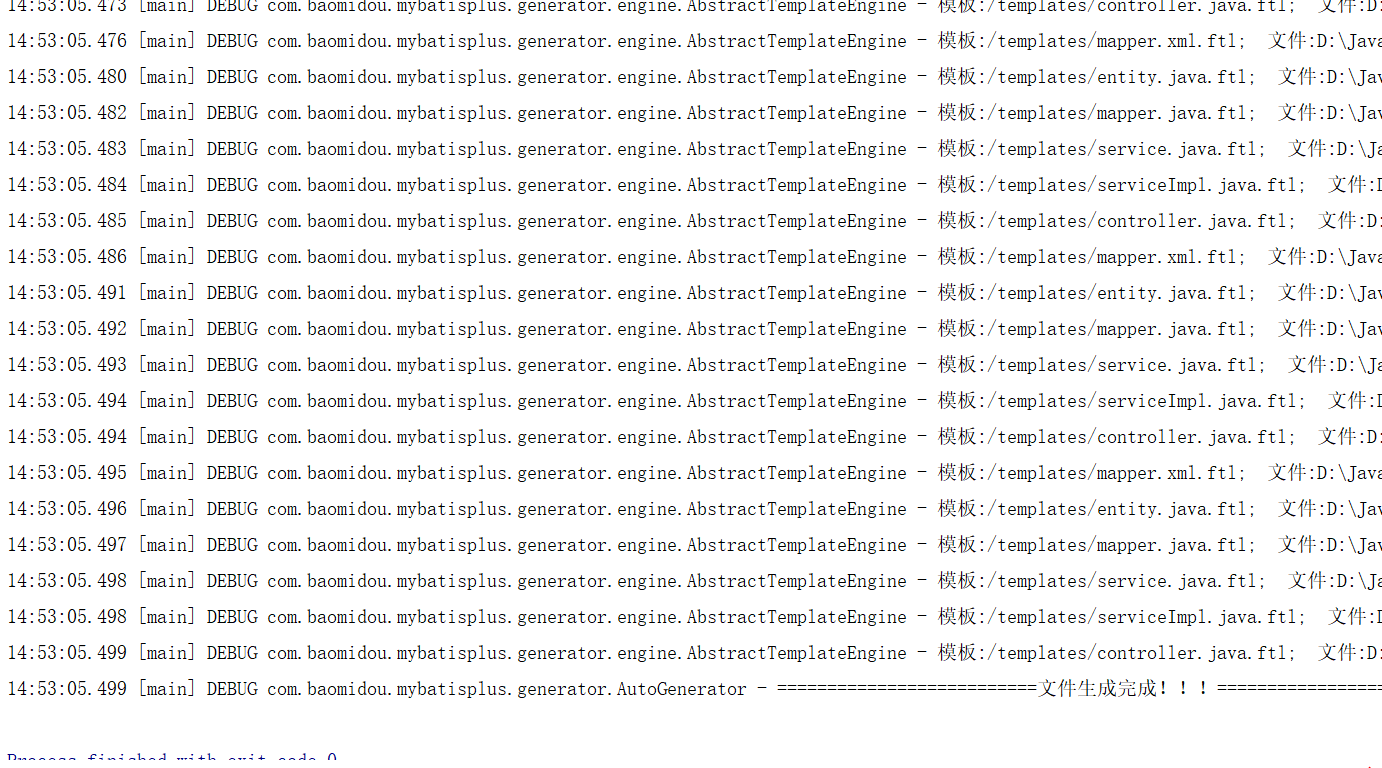 14:53:05.473 [main] DEBUG com.baomidou.mybatisplus.generator.engine.AbstractTemplateEngine - 模板:/templates/controller.java.ftl;  文件:D:
14:53:05.476 [main] DEBUG com.baomidou.mybatisplus.generator.engine.AbstractTemplateEngine - 模板:/templates/mapper.xml.ftl;  文件:D:\Java
14:53:05.480 [main] DEBUG com.baomidou.mybatisplus.generator.engine.AbstractTemplateEngine - 模板:/templates/entity.java.ftl;  文件:D:\Jav
14:53:05.482 [main] DEBUG com.baomidou.mybatisplus.generator.engine.AbstractTemplateEngine - 模板:/templates/mapper.java.ftl;  文件:D:\Jav
14:53:05.483 [main] DEBUG com.baomidou.mybatisplus.generator.engine.AbstractTemplateEngine - 模板:/templates/service.java.ftl;  文件:D:\Ja
14:53:05.484 [main] DEBUG com.baomidou.mybatisplus.generator.engine.AbstractTemplateEngine - 模板:/templates/serviceImpl.java.ftl;  文件:D
14:53:05.485 [main] DEBUG com.baomidou.mybatisplus.generator.engine.AbstractTemplateEngine - 模板:/templates/controller.java.ftl;  文件:D:
14:53:05.486 [main] DEBUG com.baomidou.mybatisplus.generator.engine.AbstractTemplateEngine - 模板:/templates/mapper.xml.ftl;  文件:D:\Java
14:53:05.491 [main] DEBUG com.baomidou.mybatisplus.generator.engine.AbstractTemplateEngine - 模板:/templates/entity.java.ftl;  文件:D:\Jav
14:53:05.492 [main] DEBUG com.baomidou.mybatisplus.generator.engine.AbstractTemplateEngine - 模板:/templates/mapper.java.ftl;  文件:D:\Jav
14:53:05.493 [main] DEBUG com.baomidou.mybatisplus.generator.engine.AbstractTemplateEngine - 模板:/templates/service.java.ftl;  文件:D:\Ja
14:53:05.494 [main] DEBUG com.baomidou.mybatisplus.generator.engine.AbstractTemplateEngine - 模板:/templates/serviceImpl.java.ftl;  文件:D
14:53:05.494 [main] DEBUG com.baomidou.mybatisplus.generator.engine.AbstractTemplateEngine - 模板:/templates/controller.java.ftl;  文件:D:
14:53:05.495 [main] DEBUG com.baomidou.mybatisplus.generator.engine.AbstractTemplateEngine - 模板:/templates/mapper.xml.ftl;  文件:D:\Java
14:53:05.496 [main] DEBUG com.baomidou.mybatisplus.generator.engine.AbstractTemplateEngine - 模板:/templates/entity.java.ftl;  文件:D:\Jav
14:53:05.497 [main] DEBUG com.baomidou.mybatisplus.generator.engine.AbstractTemplateEngine - 模板:/templates/mapper.java.ftl;  文件:D:\Jav
14:53:05.498 [main] DEBUG com.baomidou.mybatisplus.generator.engine.AbstractTemplateEngine - 模板:/templates/service.java.ftl;  文件:D:\Ja
14:53:05.498 [main] DEBUG com.baomidou.mybatisplus.generator.engine.AbstractTemplateEngine - 模板:/templates/serviceImpl.java.ftl;  文件:D
14:53:05.499 [main] DEBUG com.baomidou.mybatisplus.generator.engine.AbstractTemplateEngine - 模板:/templates/controller.java.ftl;  文件:D:
14:53:05.499 [main] DEBUG com.baomidou.mybatisplus.generator.AutoGenerator - ==========================文件生成完成！！！=================
Process finished with exit code 0